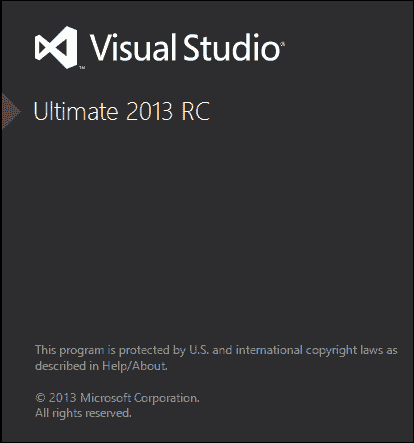 Visual Studio®
™
Ultimate 2013 RC
This program is protected by U.S. and international copyright laws as
described in Help/About.
© 2013 Microsoft Corporation.
All rights reserved.